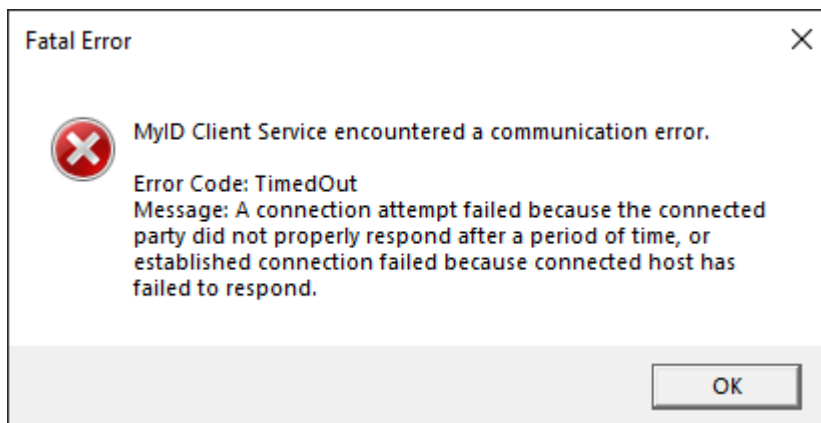 Fatal Error
MyID Client Service encountered a communication error.
Error Code: TimedOut
Message: A connection attempt failed because the connected
party did not properly respond after a period of time, or
established connection failed because connected host has
failed to respond.
OK